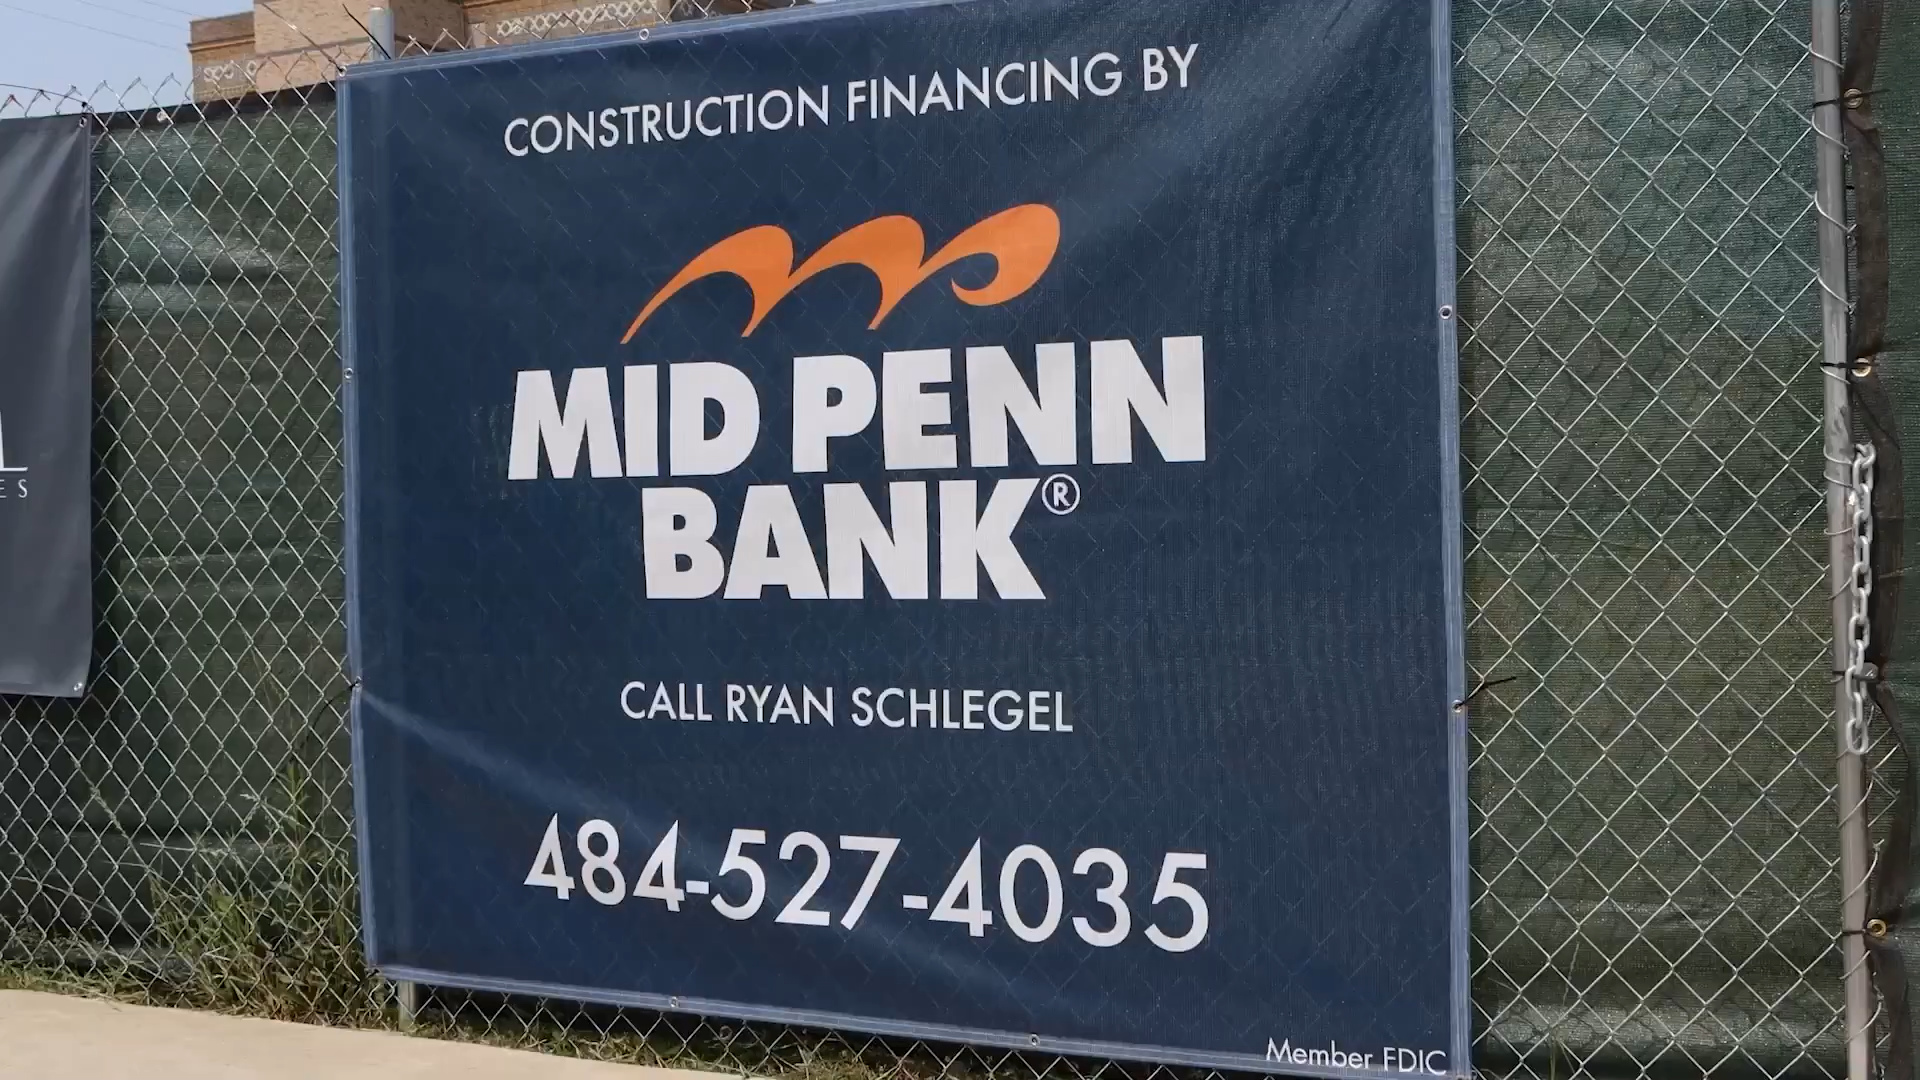 CONSTRUCTION FINANCING BY
MID PENN
BANK®
CALL RYAN SCHLEGEL
484-527-4035
Member FDIC